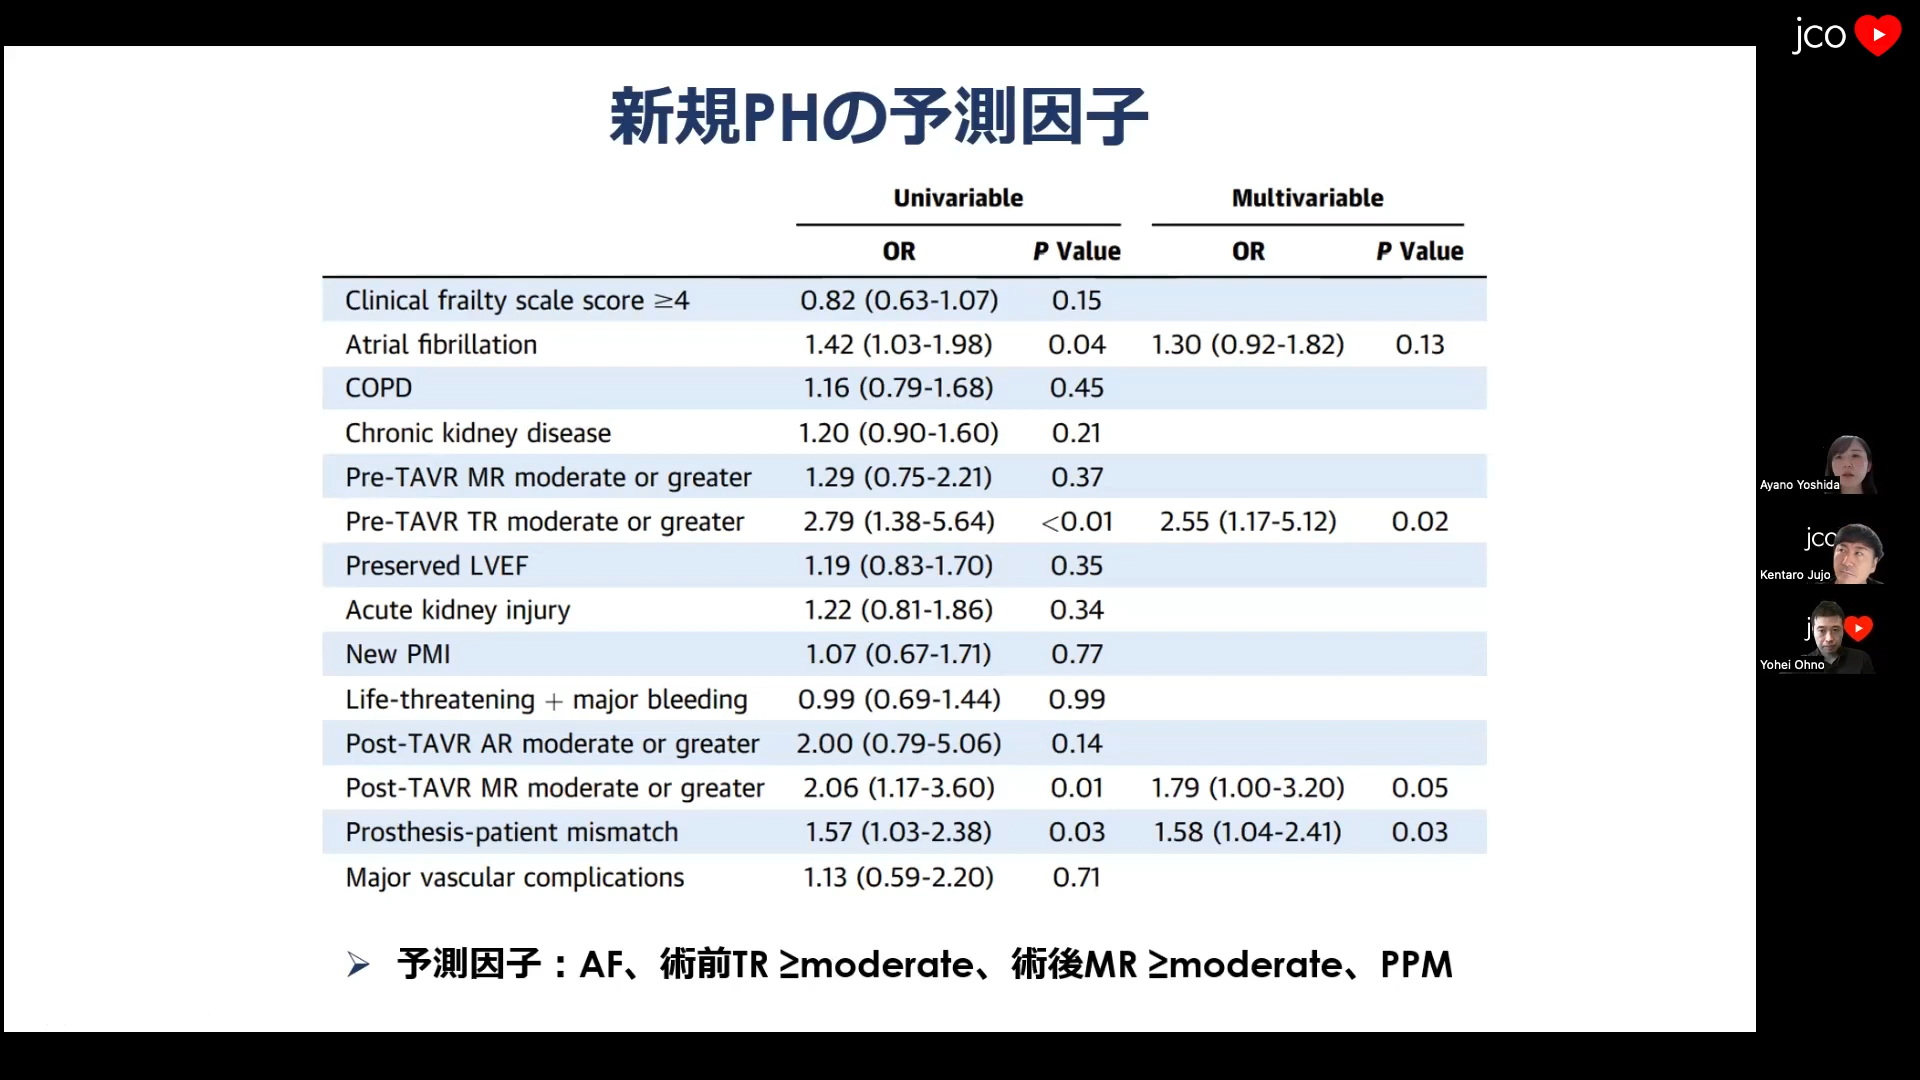 jco
新規PHの予測因子
Univariable Multivariable
OR P Value OR P Value
Clinical frailty scale score ≥4 0.82 (0.63-1.07) 0.15
Atrial fibrillation 1.42 (1.03-1.98) 0.04 1.30 (0.92-1.82) 0.13
COPD 1.16 (0.79-1.68) 0.45
Chronic kidney disease 1.20 (0.90-1.60) 0.21
Pre-TAVR MR moderate or greater 1.29 (0.75-2.21) 0.37
Pre-TAVR TR moderate or greater 2.79 (1.38-5.64) <0.01 2.55 (1.17-5.12) 0.02
Preserved LVEF 1.19 (0.83-1.70) 0.35
Acute kidney injury 1.22 (0.81-1.86) 0.34
New PMI 1.07 (0.67-1.71) 0.77
Life-threatening + major bleeding 0.99 (0.69-1.44) 0.99
Post-TAVR AR moderate or greater 2.00 (0.79-5.06) 0.14
Post-TAVR MR moderate or greater 2.06 (1.17-3.60) 0.01 1.79 (1.00-3.20) 0.05
Prosthesis-patient mismatch 1.57 (1.03-2.38) 0.03 1.58 (1.04-2.41) 0.03
Major vascular complications 1.13 (0.59-2.20) 0.71
➢ 予測因子：AF、術前TR ≥moderate、術後MR ≥moderate、PPM
Ayano Yoshida
jco
Kentaro Jujo
j
Yohei Ohno